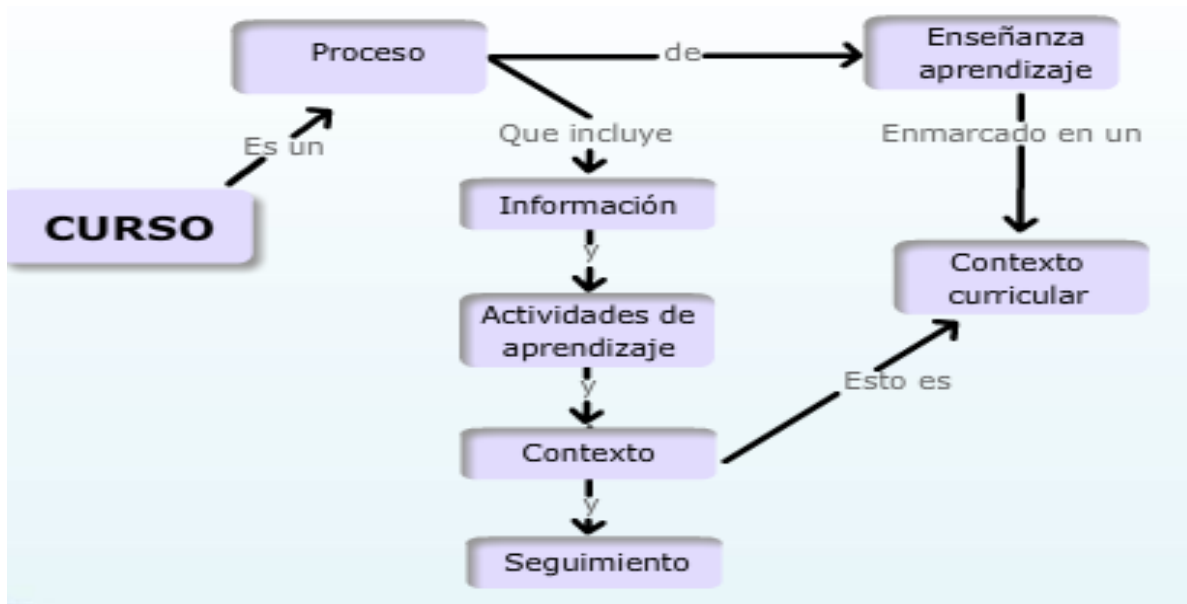 Proceso
de
Enseñanza
aprendizaje
Es un
Que incluye
Enmarcado en un
CURSO
Información
y
Contexto
curricular
Actividades de
aprendizaje
Esto es
y
Contexto
y
Seguimiento